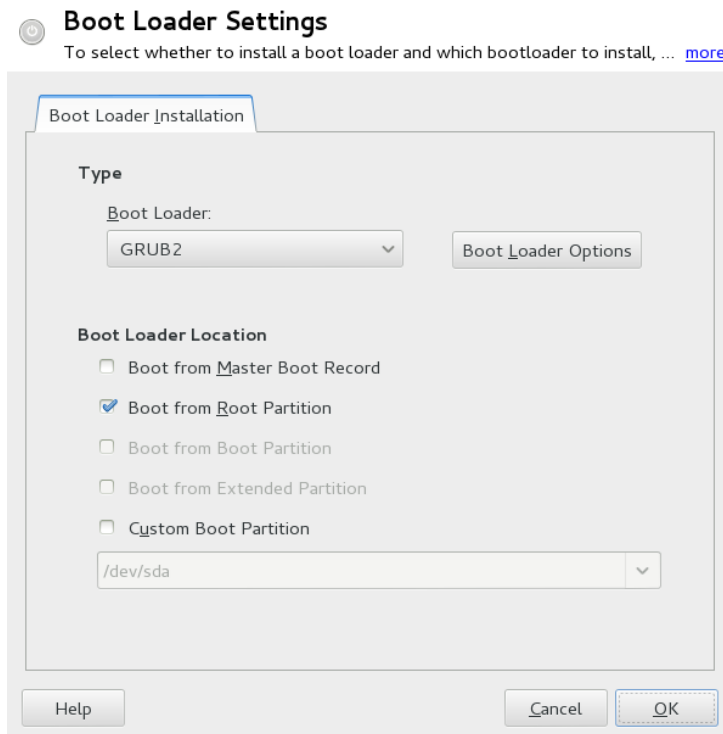 Boot Loader Settings
To select whether to install a boot loader and which bootloader to install, ... more
Boot Loader Installation
Type
Boot Loader:
GRUB2
Boot Loader Options
Boot Loader Location
Boot from Master Boot Record
Boot from Root Partition
Boot from Boot Partition
Boot from Extended Partition
Custom Boot Partition
/dev/sda
Help
Cancel
OK